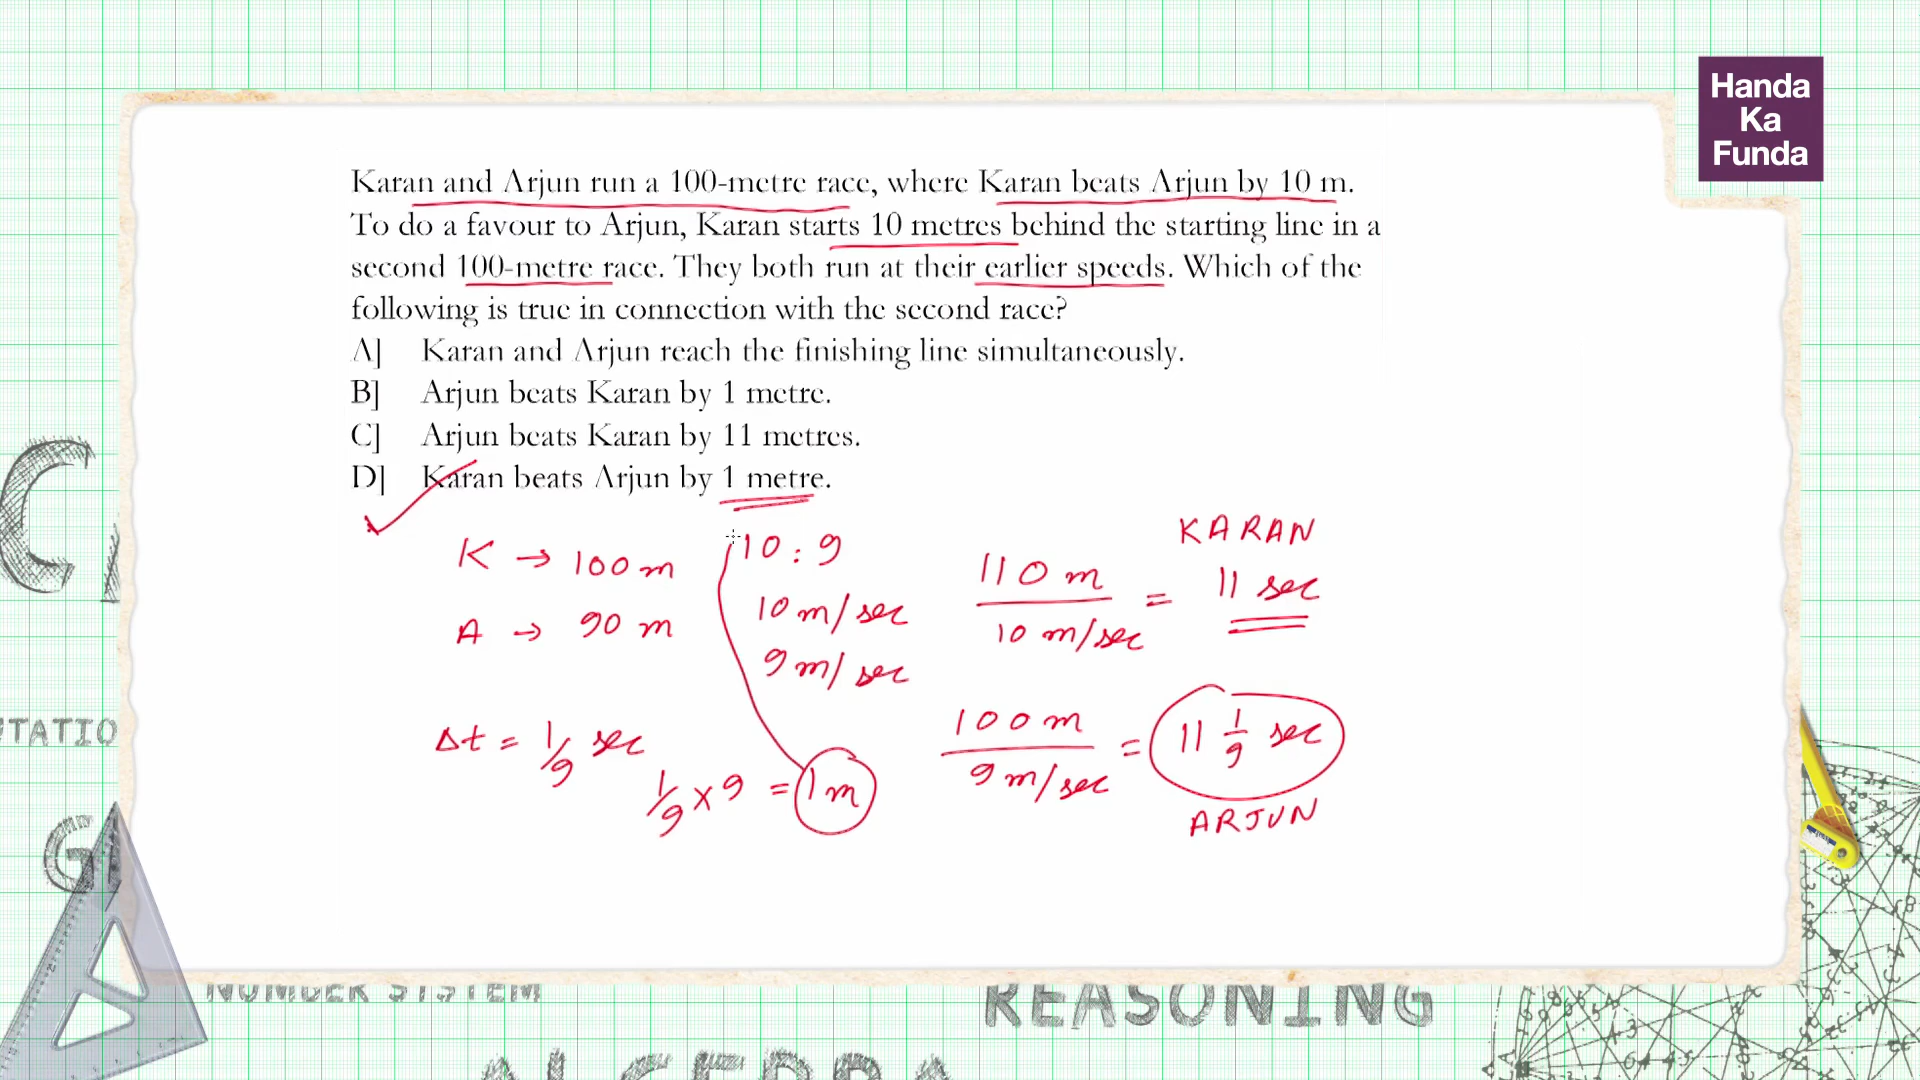 Handa
Ka
Funda
Karan and Arjun run a 100-metre race, where Karan beats Arjun by 10 m.
To do a favour to Arjun, Karan starts 10 metres behind the starting line in a
second 100-metre race. They both run at their earlier speeds. Which of the
following is true in connection with the second race?
A] Karan and Arjun reach the finishing line simultaneously.
B] Arjun beats Karan by 1 metre.
C] Arjun beats Karan by 11 metres.
D] Karan beats Arjun by 1 metre.
K → 100 m
A → 90 m
10 : 9
10 m/sec
9 m/sec
110 m / 10 m/sec = 11 sec
KARAN
100 m / 9 m/sec = 11 1/9 sec
ARJUN
Δt = 1/9 sec
1/9 × 9 = 1 m
NUMBER SYSTEM
REASONING
ALGEBRA